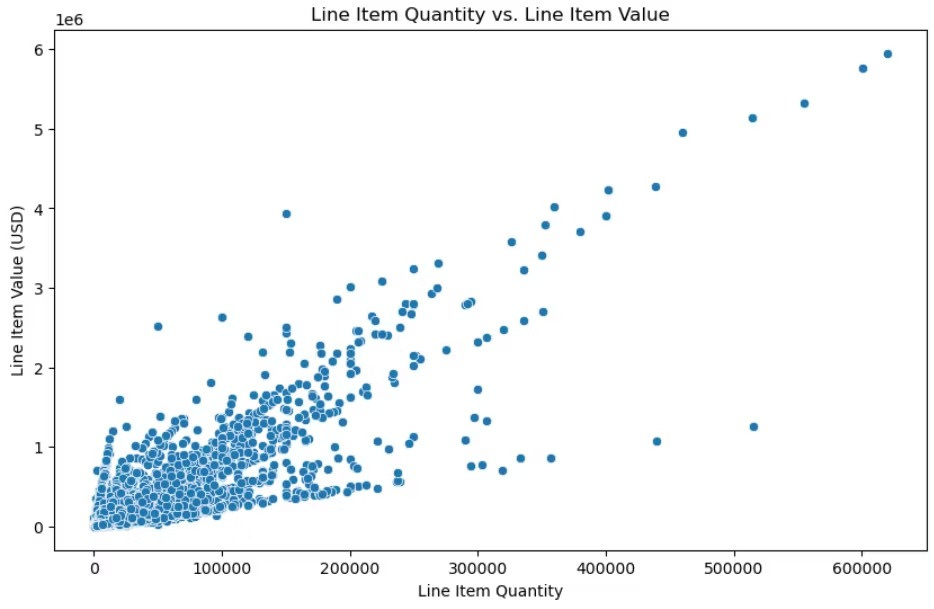 Line Item Quantity vs. Line Item Value
1e6
6
5
4
3
2
1
0
Line Item Value (USD)
0 100000 200000 300000 400000 500000 600000
Line Item Quantity